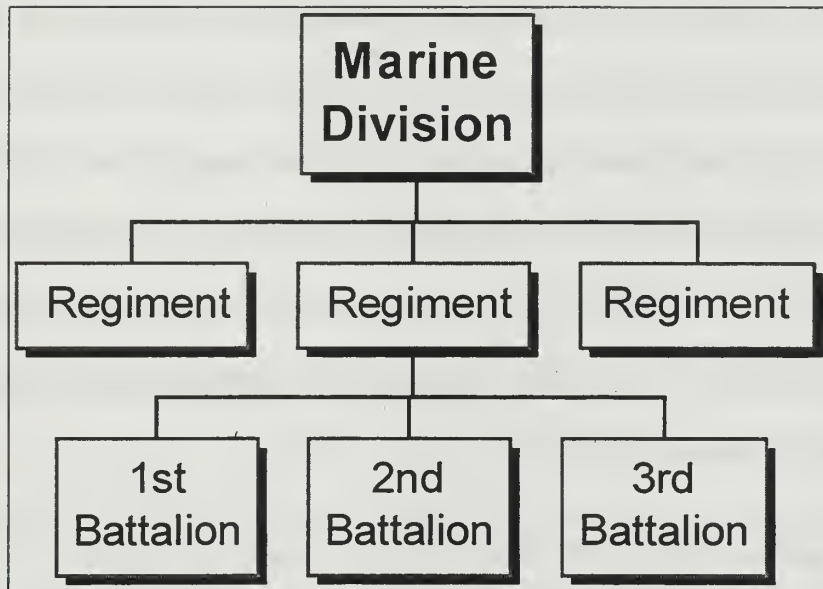 Marine
Division
Regiment
Regiment
Regiment
1st
Battalion
2nd
Battalion
3rd
Battalion